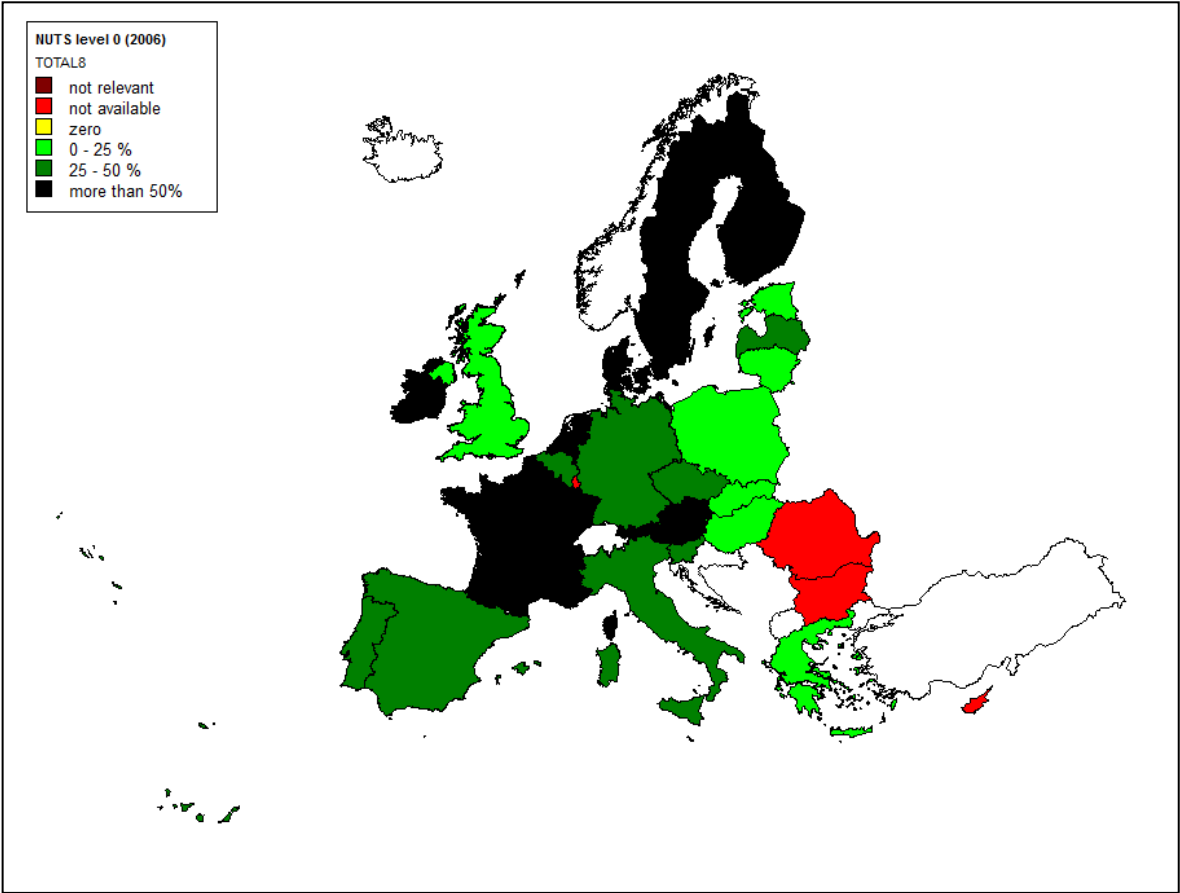 NUTS level 0 (2006)
TOTAL8
not relevant
not available
zero
0 - 25 %
25 - 50 %
more than 50%